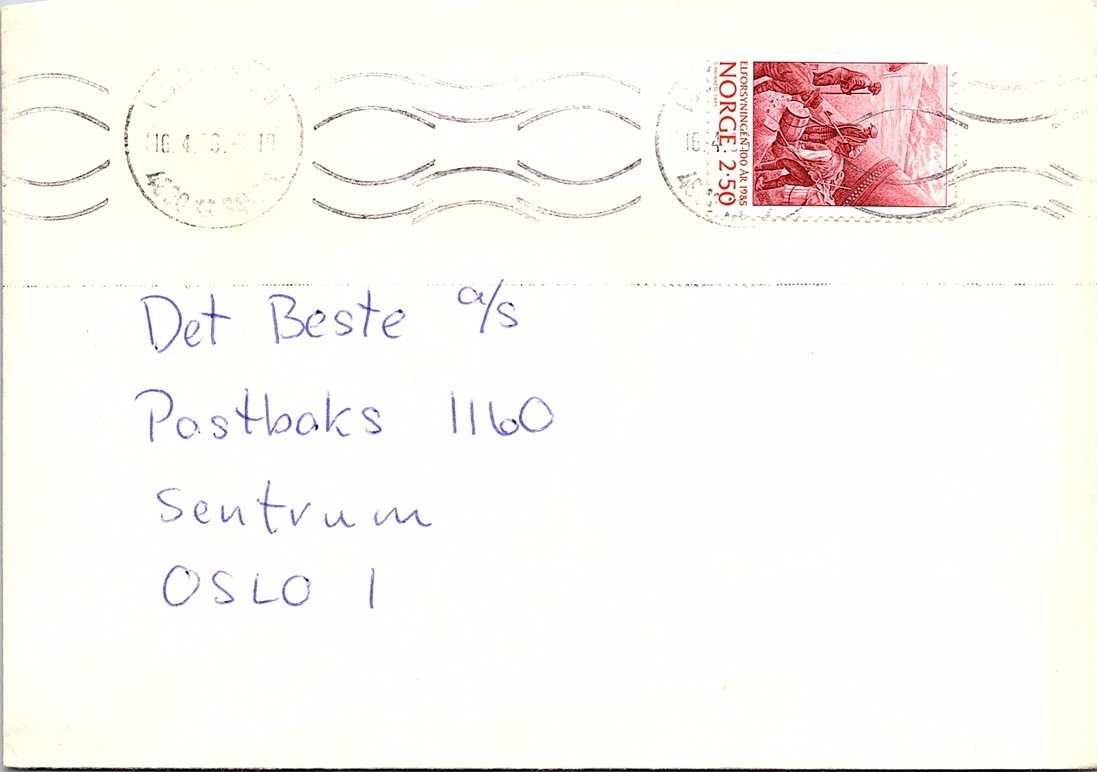 ELFORSYNINGEN 100 ÅR 1985
NORGE 2·50
Det Beste a/s
Postboks 1160
Sentrum
OSLO 1